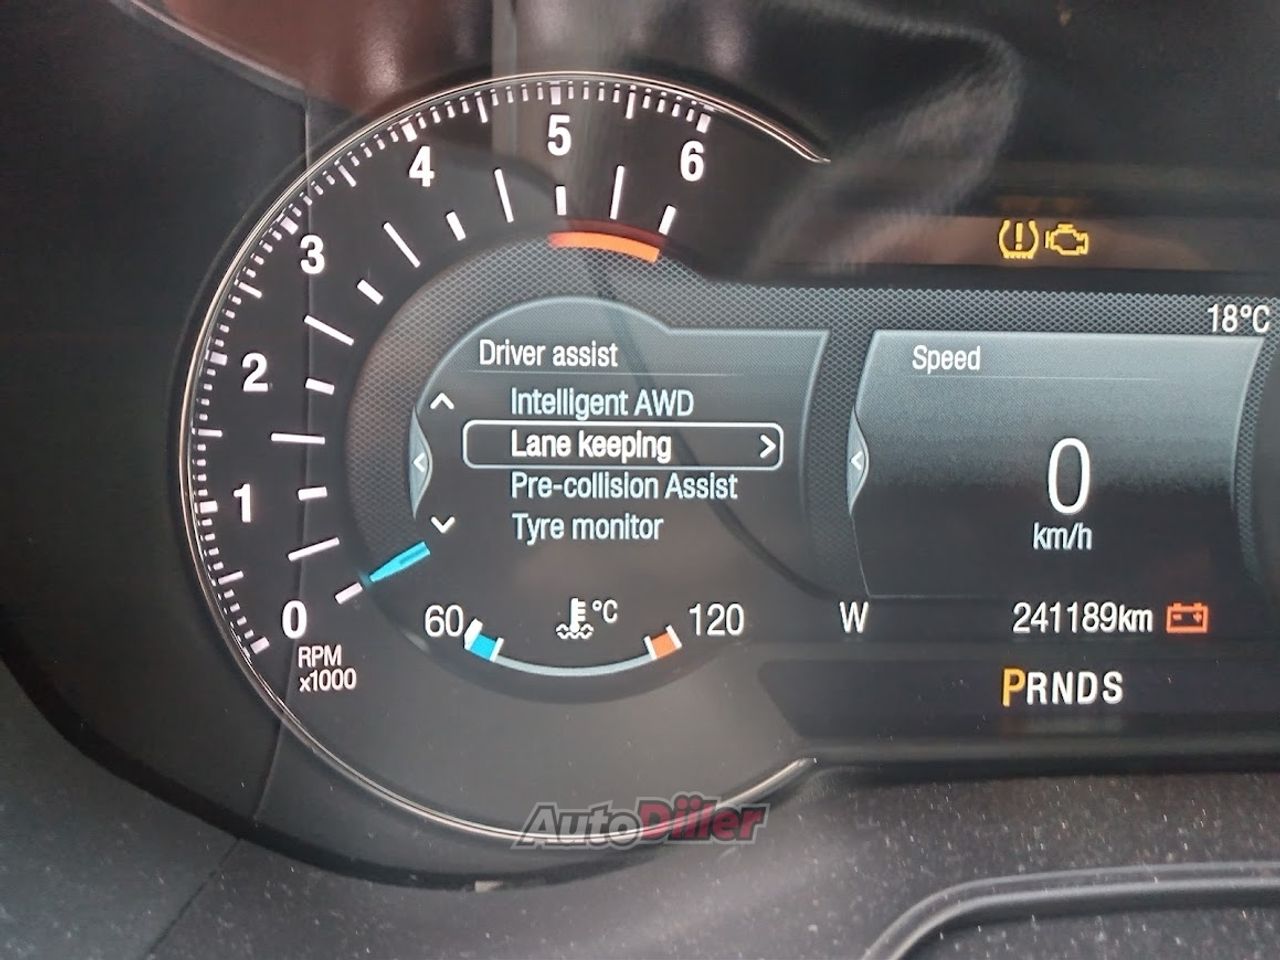 5
6
4
3
2
1
0
RPM
x1000
18°C
Driver assist
Intelligent AWD
Lane keeping
Pre-collision Assist
Tyre monitor
Speed
0
km/h
60
°C
120
W
241189km
PRNDS
AutoDiiler